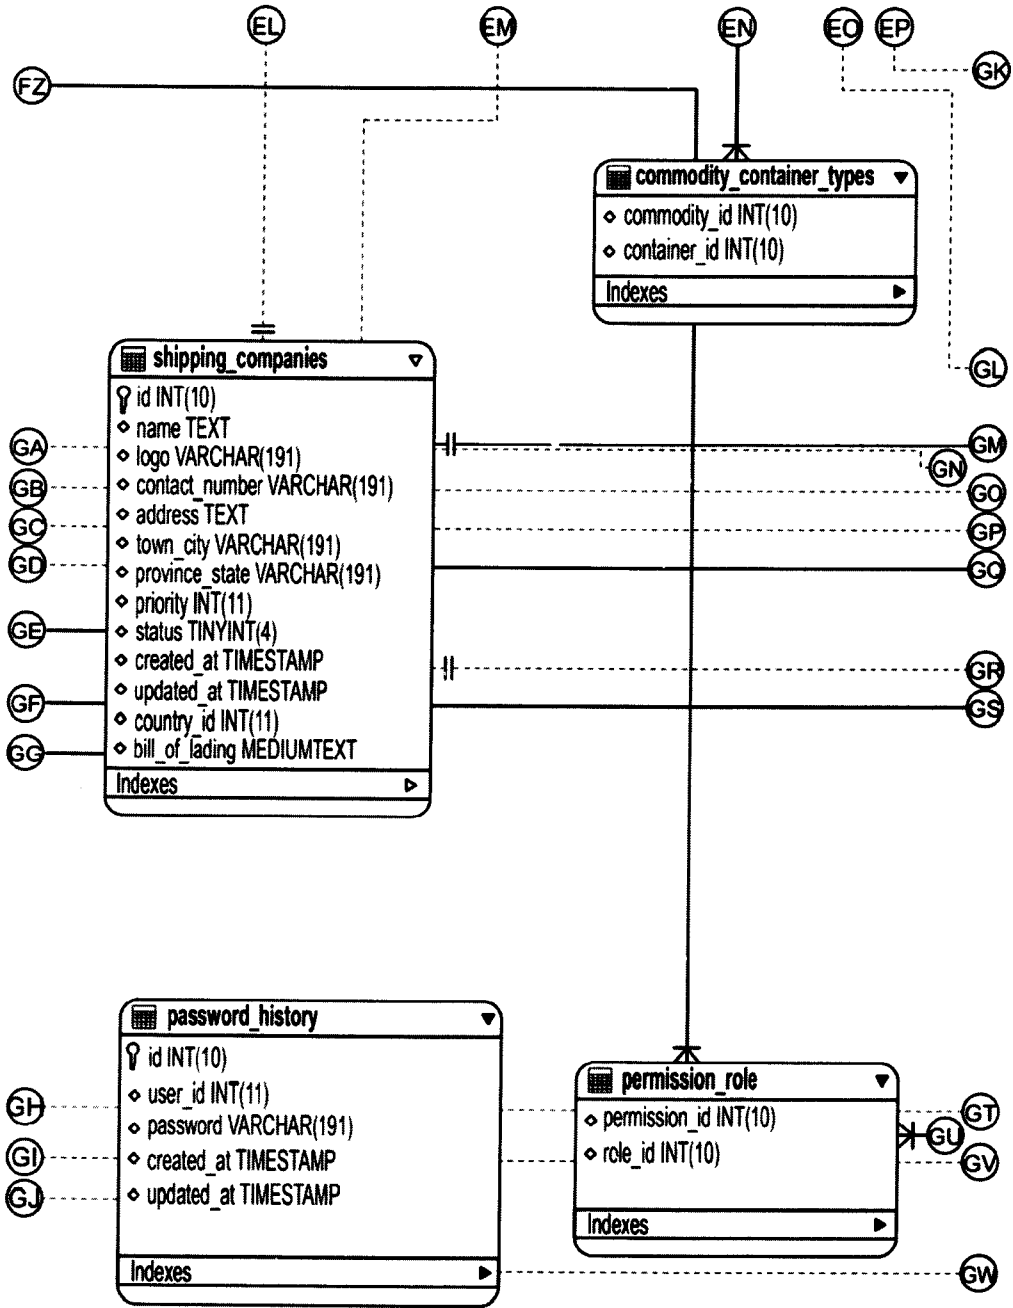 EL
EM
EN
EO
EP
GK
FZ
commodity_container_types
commodity_id INT(10)
container_id INT(10)
Indexes
GL
shipping_companies
id INT(10)
name TEXT
logo VARCHAR(191)
contact_number VARCHAR(191)
address TEXT
town_city VARCHAR(191)
province_state VARCHAR(191)
priority INT(11)
status TINYINT(4)
created_at TIMESTAMP
updated_at TIMESTAMP
country_id INT(11)
bill_of_lading MEDIUMTEXT
Indexes
GA
GB
GC
GD
GE
GF
GG
GM
GN
GO
GP
GQ
GR
GS
password_history
id INT(10)
user_id INT(11)
password VARCHAR(191)
created_at TIMESTAMP
updated_at TIMESTAMP
Indexes
GH
GI
GJ
permission_role
permission_id INT(10)
role_id INT(10)
Indexes
GT
GU
GV
GW